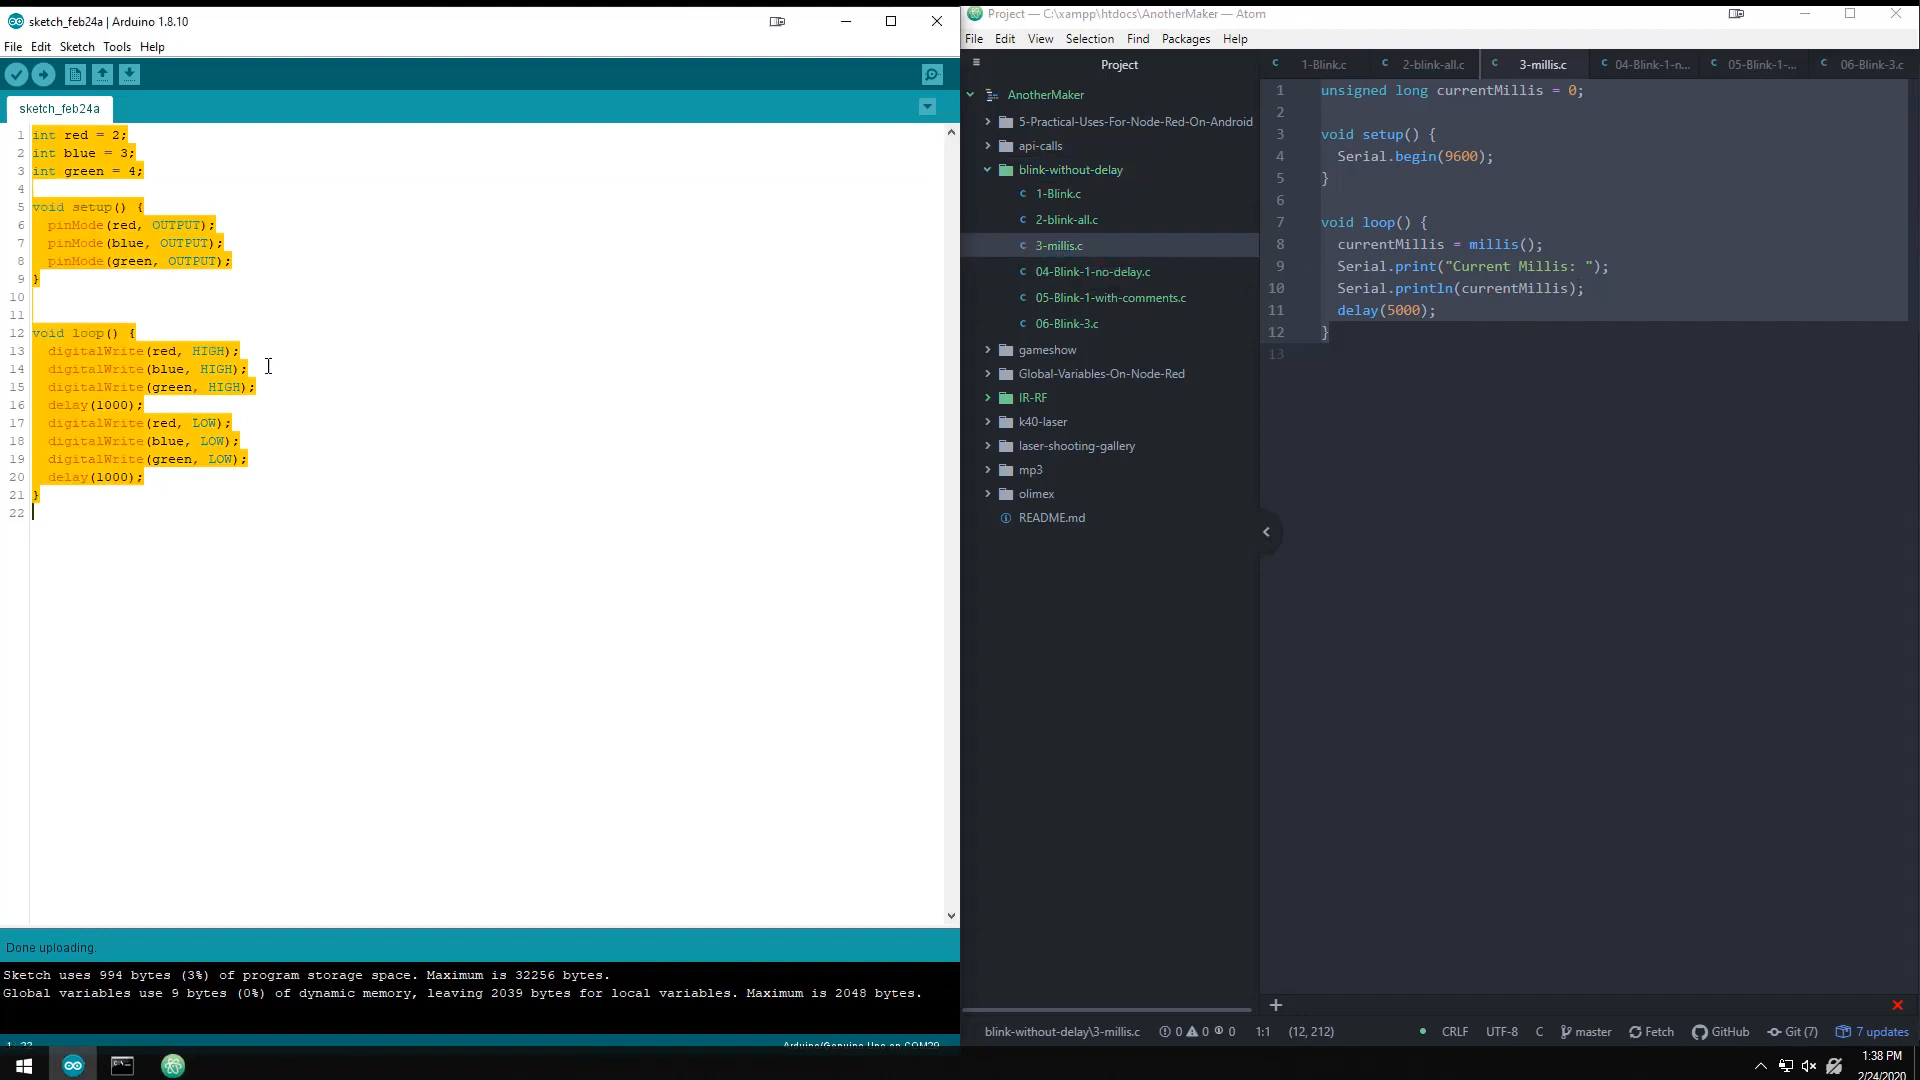 sketch_feb24a | Arduino 1.8.10
File Edit Sketch Tools Help
sketch_feb24a
1 int red = 2;
2 int blue = 3;
3 int green = 4;
4
5 void setup() {
6 pinMode(red, OUTPUT);
7 pinMode(blue, OUTPUT);
8 pinMode(green, OUTPUT);
9 }
10
11
12 void loop() {
13 digitalWrite(red, HIGH);
14 digitalWrite(blue, HIGH);
15 digitalWrite(green, HIGH);
16 delay(1000);
17 digitalWrite(red, LOW);
18 digitalWrite(blue, LOW);
19 digitalWrite(green, LOW);
20 delay(1000);
21 }
22
Done uploading.
Sketch uses 994 bytes (3%) of program storage space. Maximum is 32256 bytes.
Global variables use 9 bytes (0%) of dynamic memory, leaving 2039 bytes for local variables. Maximum is 2048 bytes.
Project — C:\xampp\htdocs\AnotherMaker — Atom
File Edit View Selection Find Packages Help
Project
AnotherMaker
5-Practical-Uses-For-Node-Red-On-Android
api-calls
blink-without-delay
1-Blink.c
2-blink-all.c
3-millis.c
04-Blink-1-no-delay.c
05-Blink-1-with-comments.c
06-Blink-3.c
gameshow
Global-Variables-On-Node-Red
IR-RF
k40-laser
laser-shooting-gallery
mp3
olimex
README.md
1-Blink.c 2-blink-all.c 3-millis.c 04-Blink-1-n... 05-Blink-1-... 06-Blink-3.c
1 unsigned long currentMillis = 0;
2
3 void setup() {
4 Serial.begin(9600);
5 }
6
7 void loop() {
8 currentMillis = millis();
9 Serial.print("Current Millis: ");
10 Serial.println(currentMillis);
11 delay(5000);
12 }
13
blink-without-delay\3-millis.c 0 0 0 1:1 (12, 212) CRLF UTF-8 C master Fetch GitHub Git (7) 7 updates
1:38 PM
2/24/2020